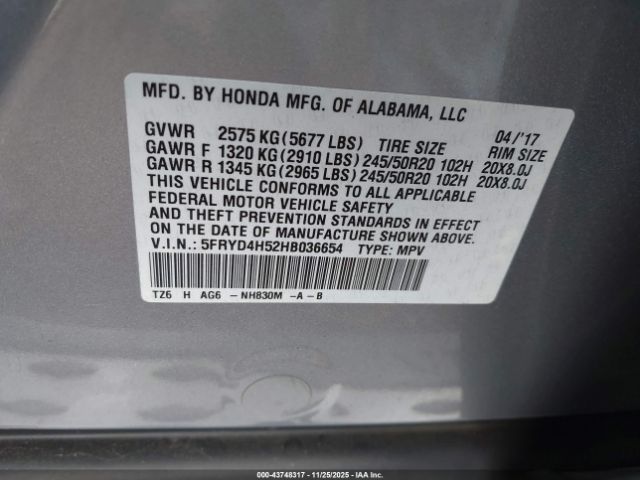 MFD. BY HONDA MFG. OF ALABAMA, LLC
04/'17
GVWR 2575 KG(5677 LBS) TIRE SIZE RIM SIZE
GAWR F 1320 KG(2910 LBS) 245/50R20 102H 20X8.0J
GAWR R 1345 KG(2965 LBS) 245/50R20 102H 20X8.0J
THIS VEHICLE CONFORMS TO ALL APPLICABLE
FEDERAL MOTOR VEHICLE SAFETY
AND THEFT PREVENTION STANDARDS IN EFFECT
ON THE DATE OF MANUFACTURE SHOWN ABOVE.
V.I.N.: 5FRYD4H52HB036654 TYPE: MPV
TZ6 H AG6 -NH830M -A-B
000-43748317 - 11/25/2025 - IAA Inc.